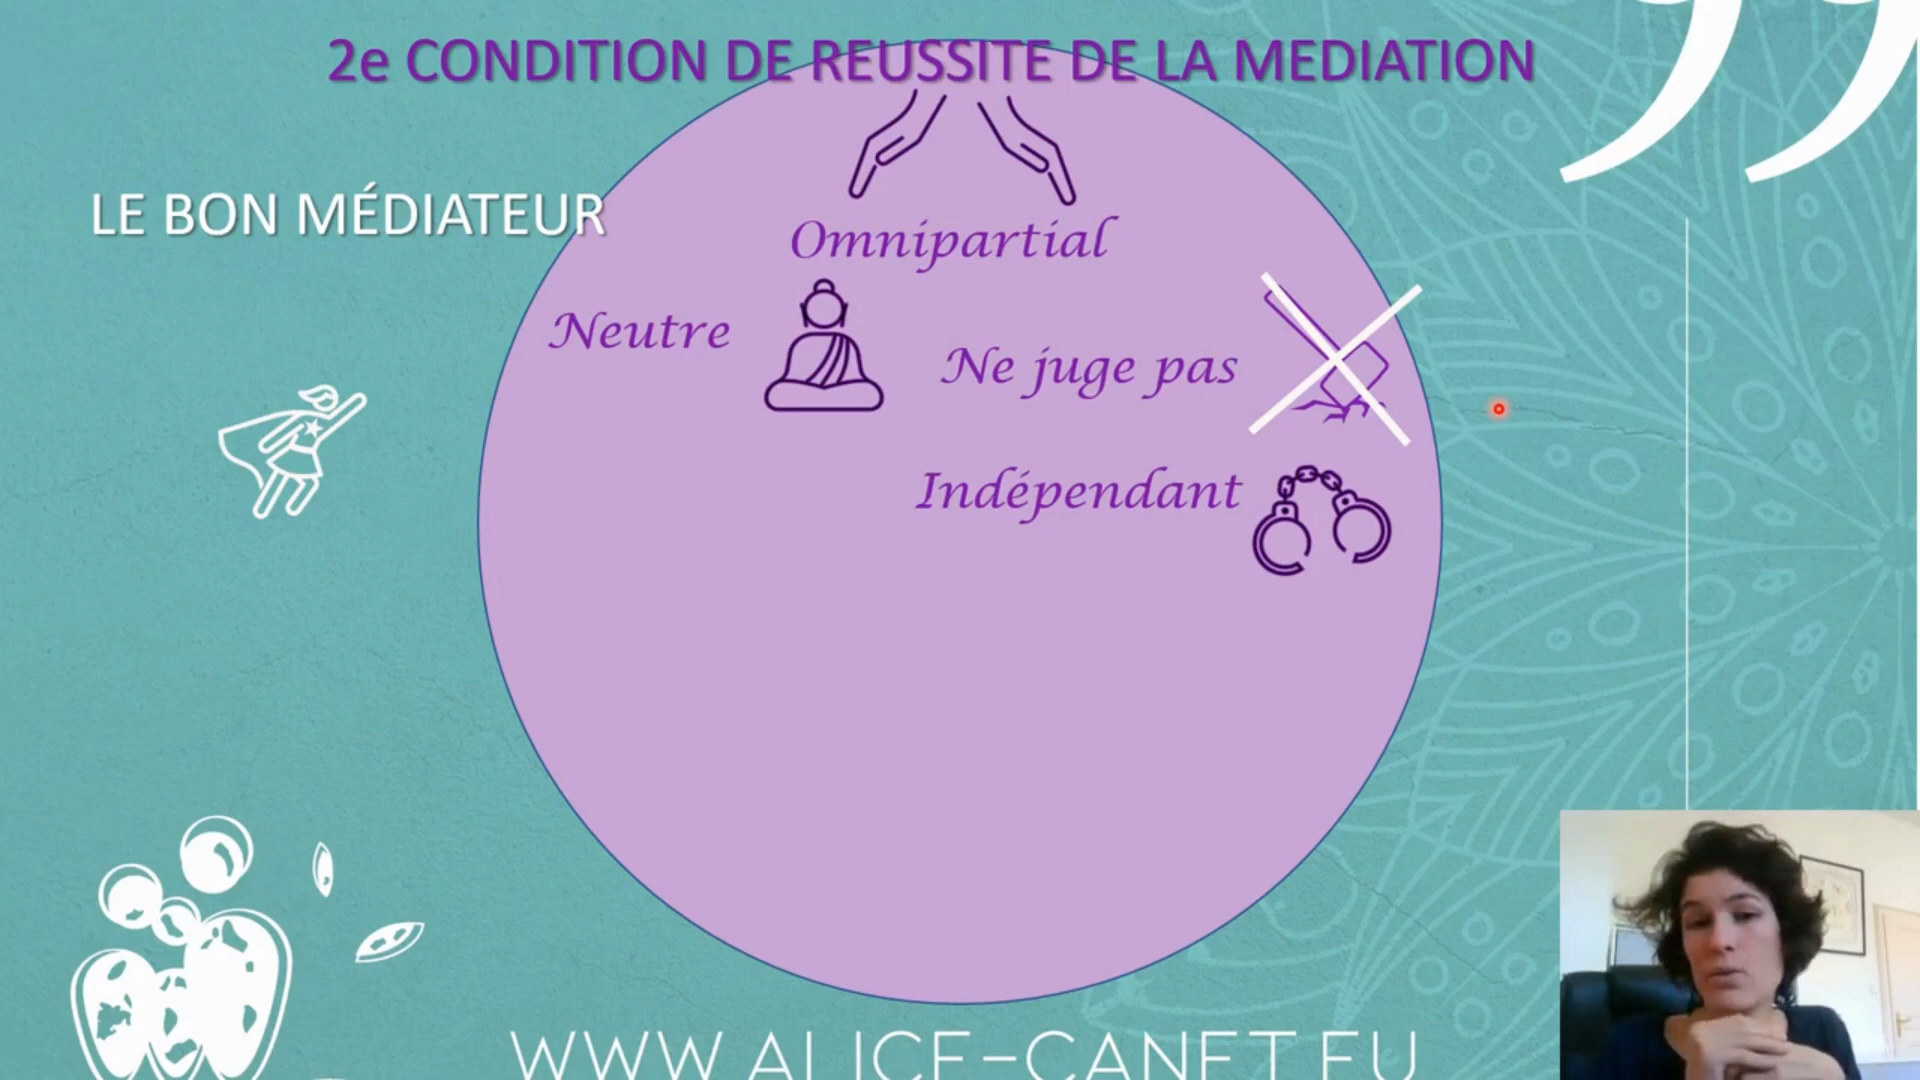 2e CONDITION DE REUSSITE DE LA MEDIATION
LE BON MÉDIATEUR
Omnipartial
Neutre
Ne juge pas
Indépendant
WWW.ALICE-CANET.EU